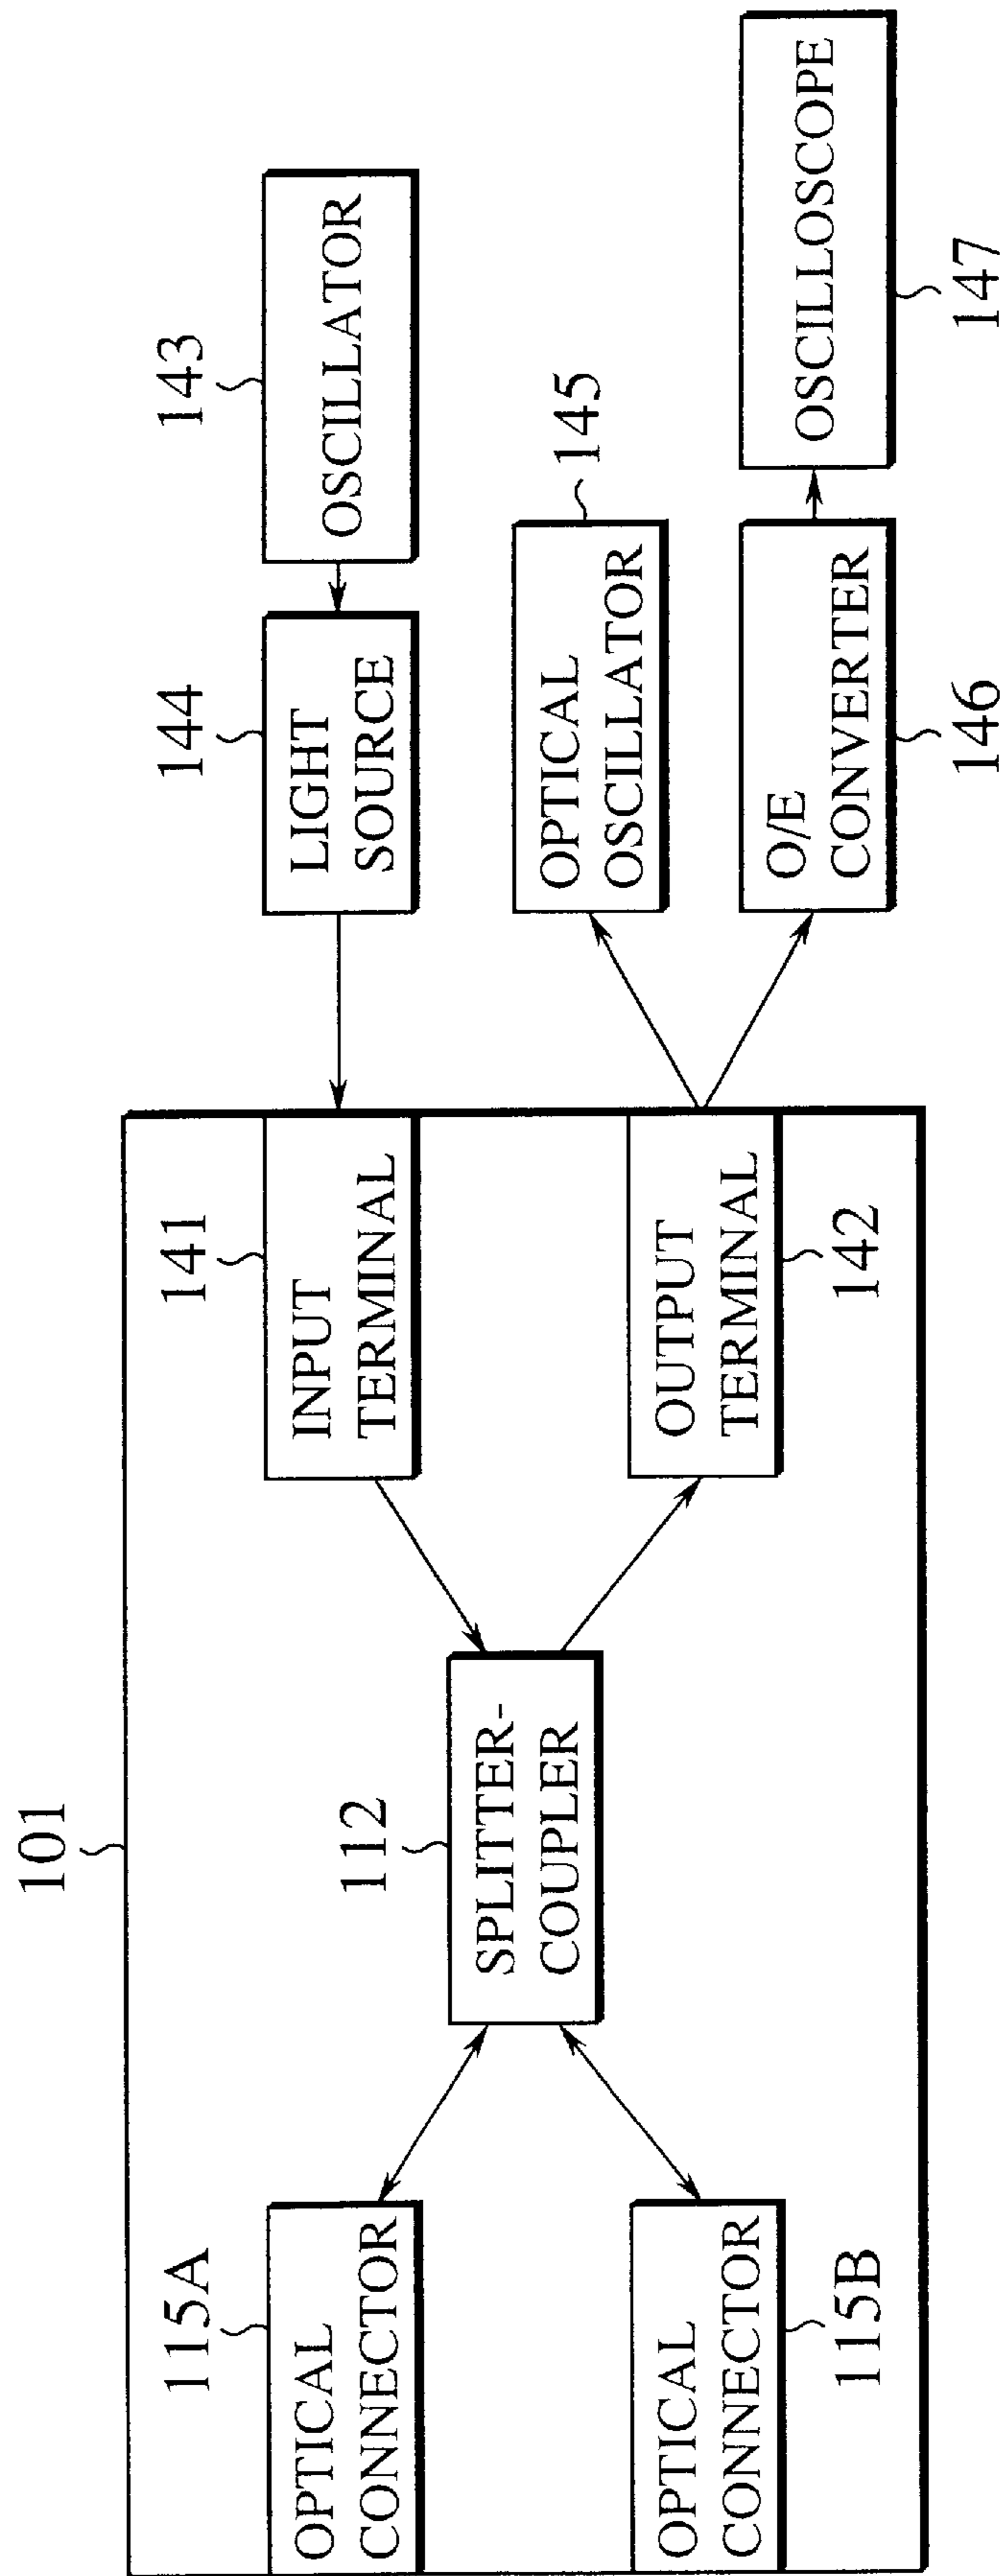 101
115A
OPTICAL
CONNECTOR
OPTICAL
CONNECTOR
115B
112
SPLITTER-
COUPLER
141
INPUT
TERMINAL
OUTPUT
TERMINAL
142
144
LIGHT
SOURCE
143
OSCILLATOR
OPTICAL
OSCILLATOR
145
O/E
CONVERTER
146
OSCILLOSCOPE
147